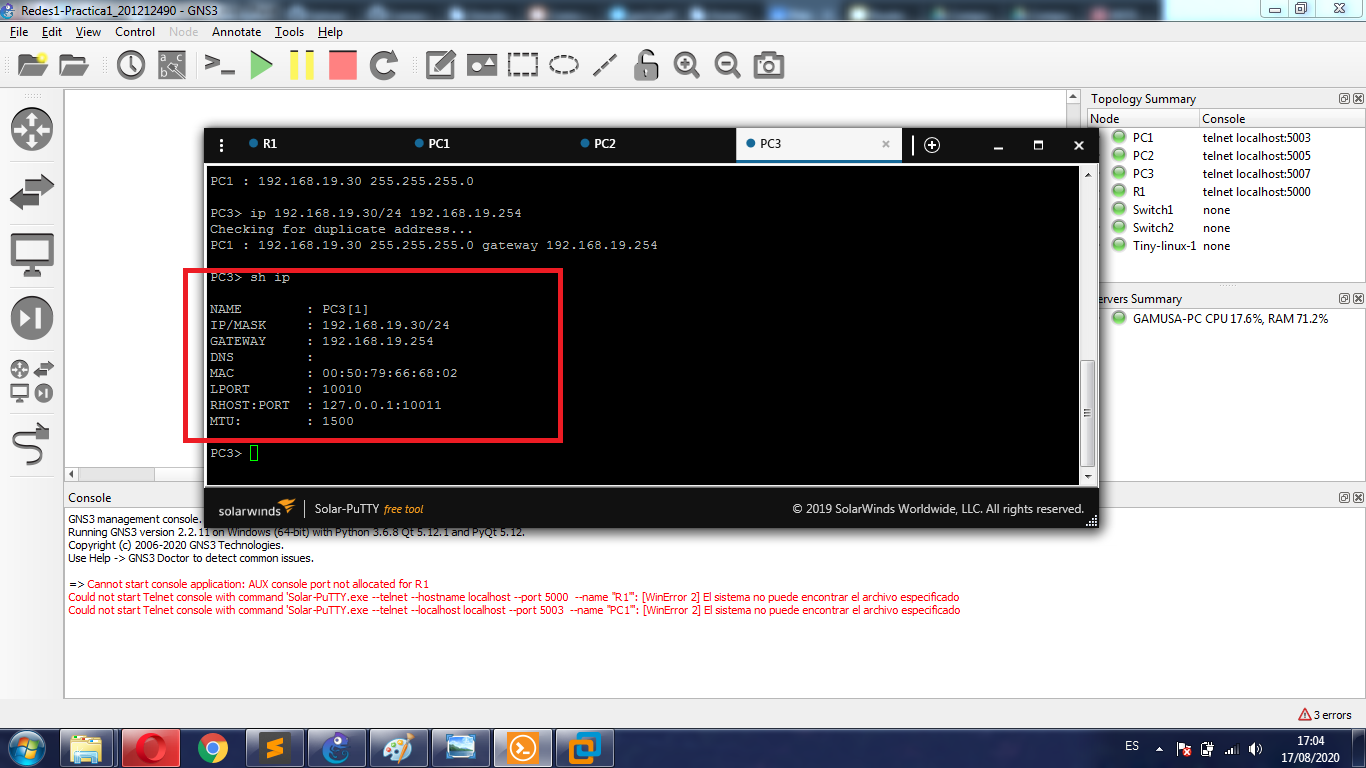 Redes1-Practica1_201212490 - GNS3
File Edit View Control Node Annotate Tools Help
Topology Summary
Node Console
PC1 telnet localhost:5003
PC2 telnet localhost:5005
PC3 telnet localhost:5007
R1 telnet localhost:5000
Switch1 none
Switch2 none
Tiny-linux-1 none
ervers Summary
GAMUSA-PC CPU 17.6%, RAM 71.2%
R1 PC1 PC2 PC3
PC1 : 192.168.19.30 255.255.255.0
PC3> ip 192.168.19.30/24 192.168.19.254
Checking for duplicate address...
PC1 : 192.168.19.30 255.255.255.0 gateway 192.168.19.254
PC3> sh ip
NAME : PC3[1]
IP/MASK : 192.168.19.30/24
GATEWAY : 192.168.19.254
DNS :
MAC : 00:50:79:66:68:02
LPORT : 10010
RHOST:PORT : 127.0.0.1:10011
MTU: : 1500
PC3>
solarwinds Solar-PuTTY free tool © 2019 SolarWinds Worldwide, LLC. All rights reserved.
Console
GNS3 management console.
Running GNS3 version 2.2.11 on Windows (64-bit) with Python 3.6.8 Qt 5.12.1 and PyQt 5.12.
Copyright (c) 2006-2020 GNS3 Technologies.
Use Help -> GNS3 Doctor to detect common issues.
=> Cannot start console application: AUX console port not allocated for R1
Could not start Telnet console with command 'Solar-PuTTY.exe --telnet --hostname localhost --port 5000 --name "R1"': [WinError 2] El sistema no puede encontrar el archivo especificado
Could not start Telnet console with command 'Solar-PuTTY.exe --telnet --localhost localhost --port 5003 --name "PC1"': [WinError 2] El sistema no puede encontrar el archivo especificado
3 errors
ES
17:04
17/08/2020